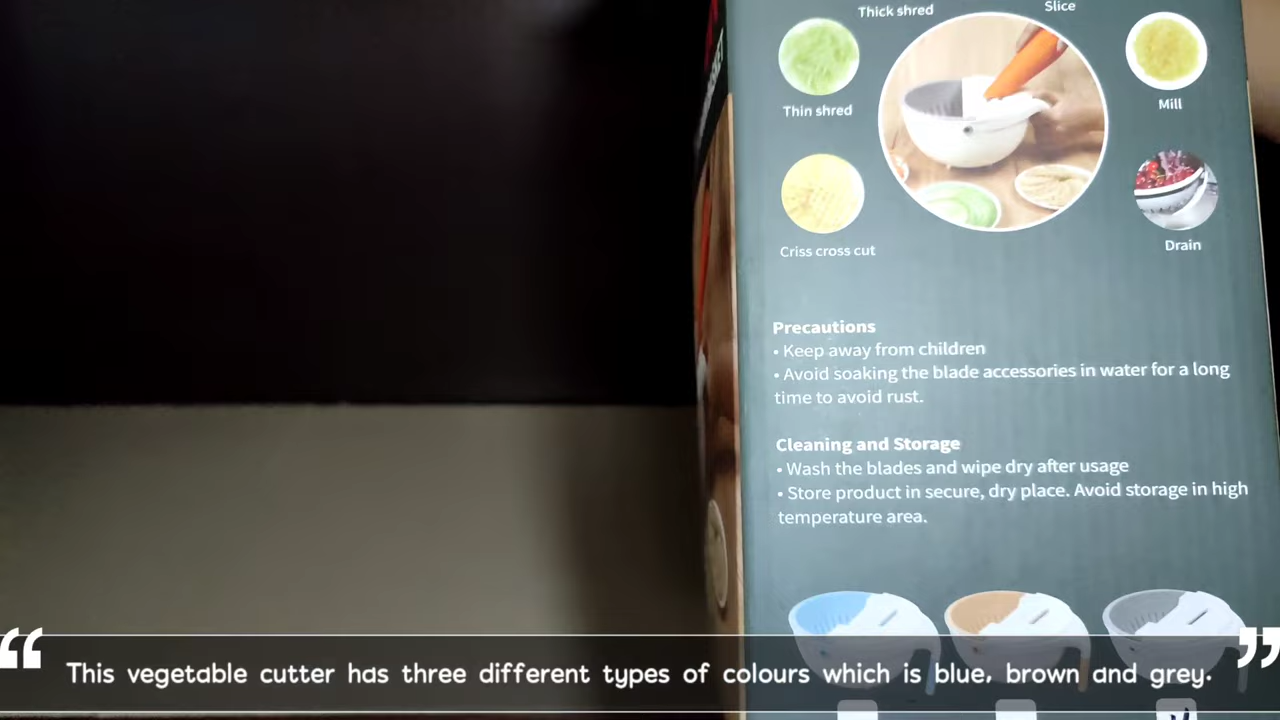 Thick shred
Slice
Thin shred
Mill
Criss cross cut
Drain
Precautions
• Keep away from children
• Avoid soaking the blade accessories in water for a long
time to avoid rust.
Cleaning and Storage
• Wash the blades and wipe dry after usage
• Store product in secure, dry place. Avoid storage in high
temperature area.
“This vegetable cutter has three different types of colours which is blue, brown and grey.”